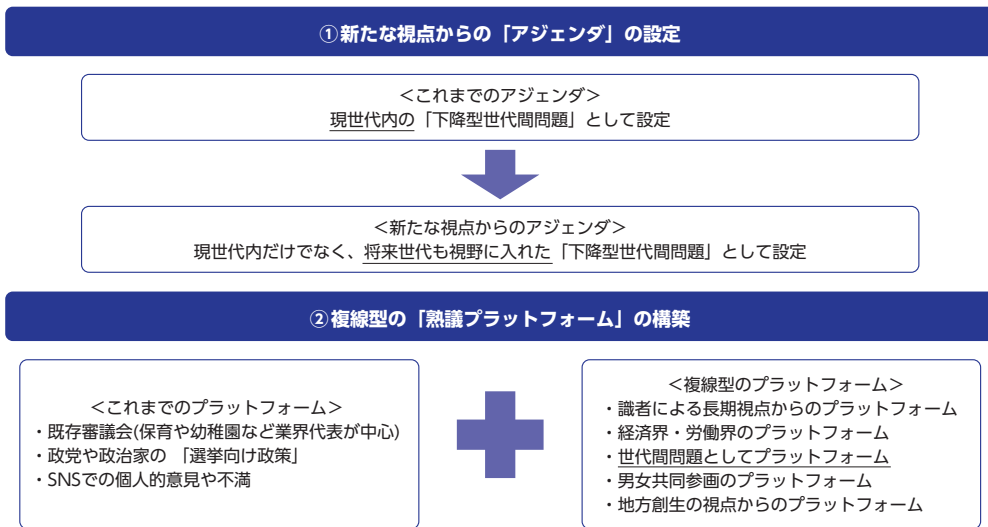 ①新たな視点からの「アジェンダ」の設定
＜これまでのアジェンダ＞
現世代内の「下降型世代間問題」として設定
＜新たな視点からのアジェンダ＞
現世代内だけでなく、将来世代も視野に入れた「下降型世代間問題」として設定
②複線型の「熟議プラットフォーム」の構築
＜これまでのプラットフォーム＞
・既存審議会(保育や幼稚園など業界代表が中心)
・政党や政治家の 「選挙向け政策」
・SNSでの個人的意見や不満
＜複線型のプラットフォーム＞
・識者による長期視点からのプラットフォーム
・経済界・労働界のプラットフォーム
・世代間問題としてプラットフォーム
・男女共同参画のプラットフォーム
・地方創生の視点からのプラットフォーム